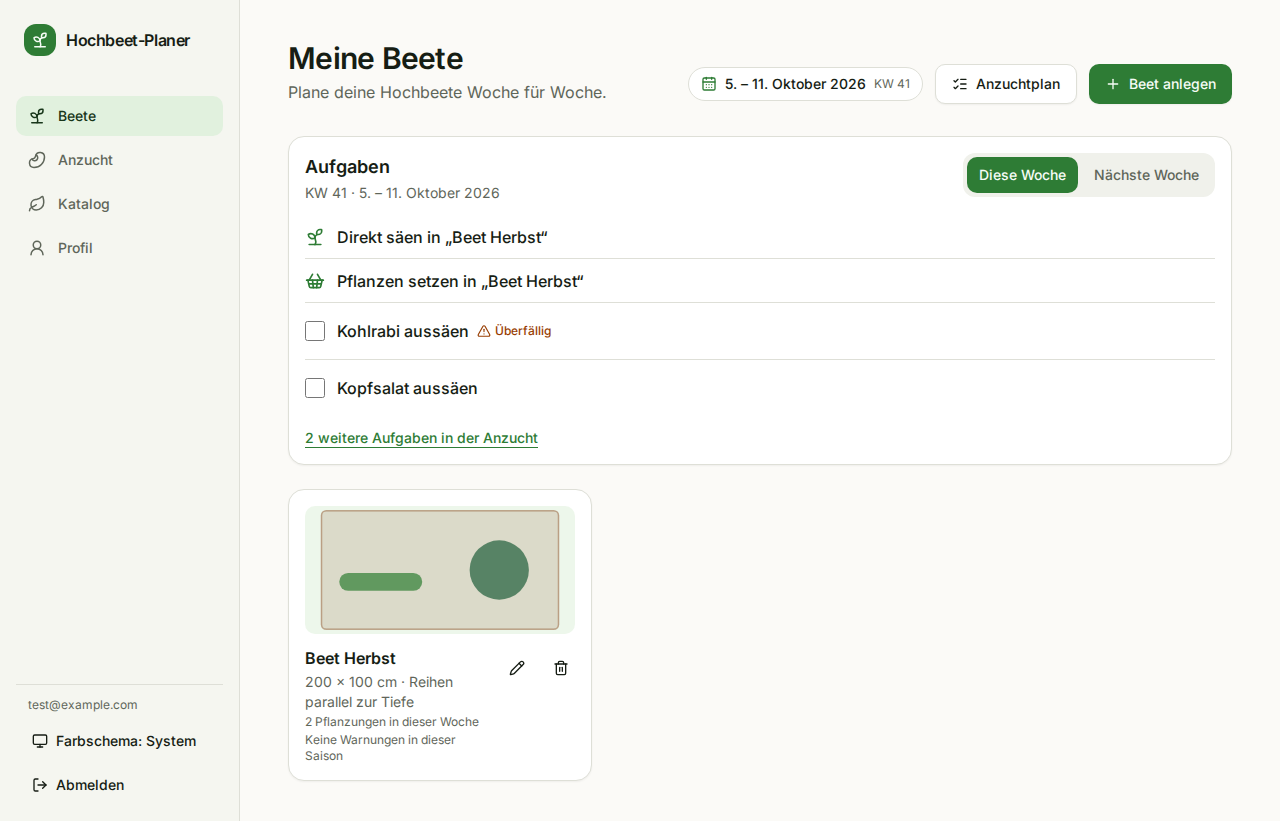 Hochbeet-Planer
Beete
Anzucht
Katalog
Profil
test@example.com
Farbschema: System
Abmelden
Meine Beete
Plane deine Hochbeete Woche für Woche.
5. – 11. Oktober 2026 KW 41
Anzuchtplan
Beet anlegen
Aufgaben
KW 41 · 5. – 11. Oktober 2026
Diese Woche
Nächste Woche
Direkt säen in „Beet Herbst“
Pflanzen setzen in „Beet Herbst“
Kohlrabi aussäen Überfällig
Kopfsalat aussäen
2 weitere Aufgaben in der Anzucht
Beet Herbst
200 × 100 cm · Reihen
parallel zur Tiefe
2 Pflanzungen in dieser Woche
Keine Warnungen in dieser
Saison